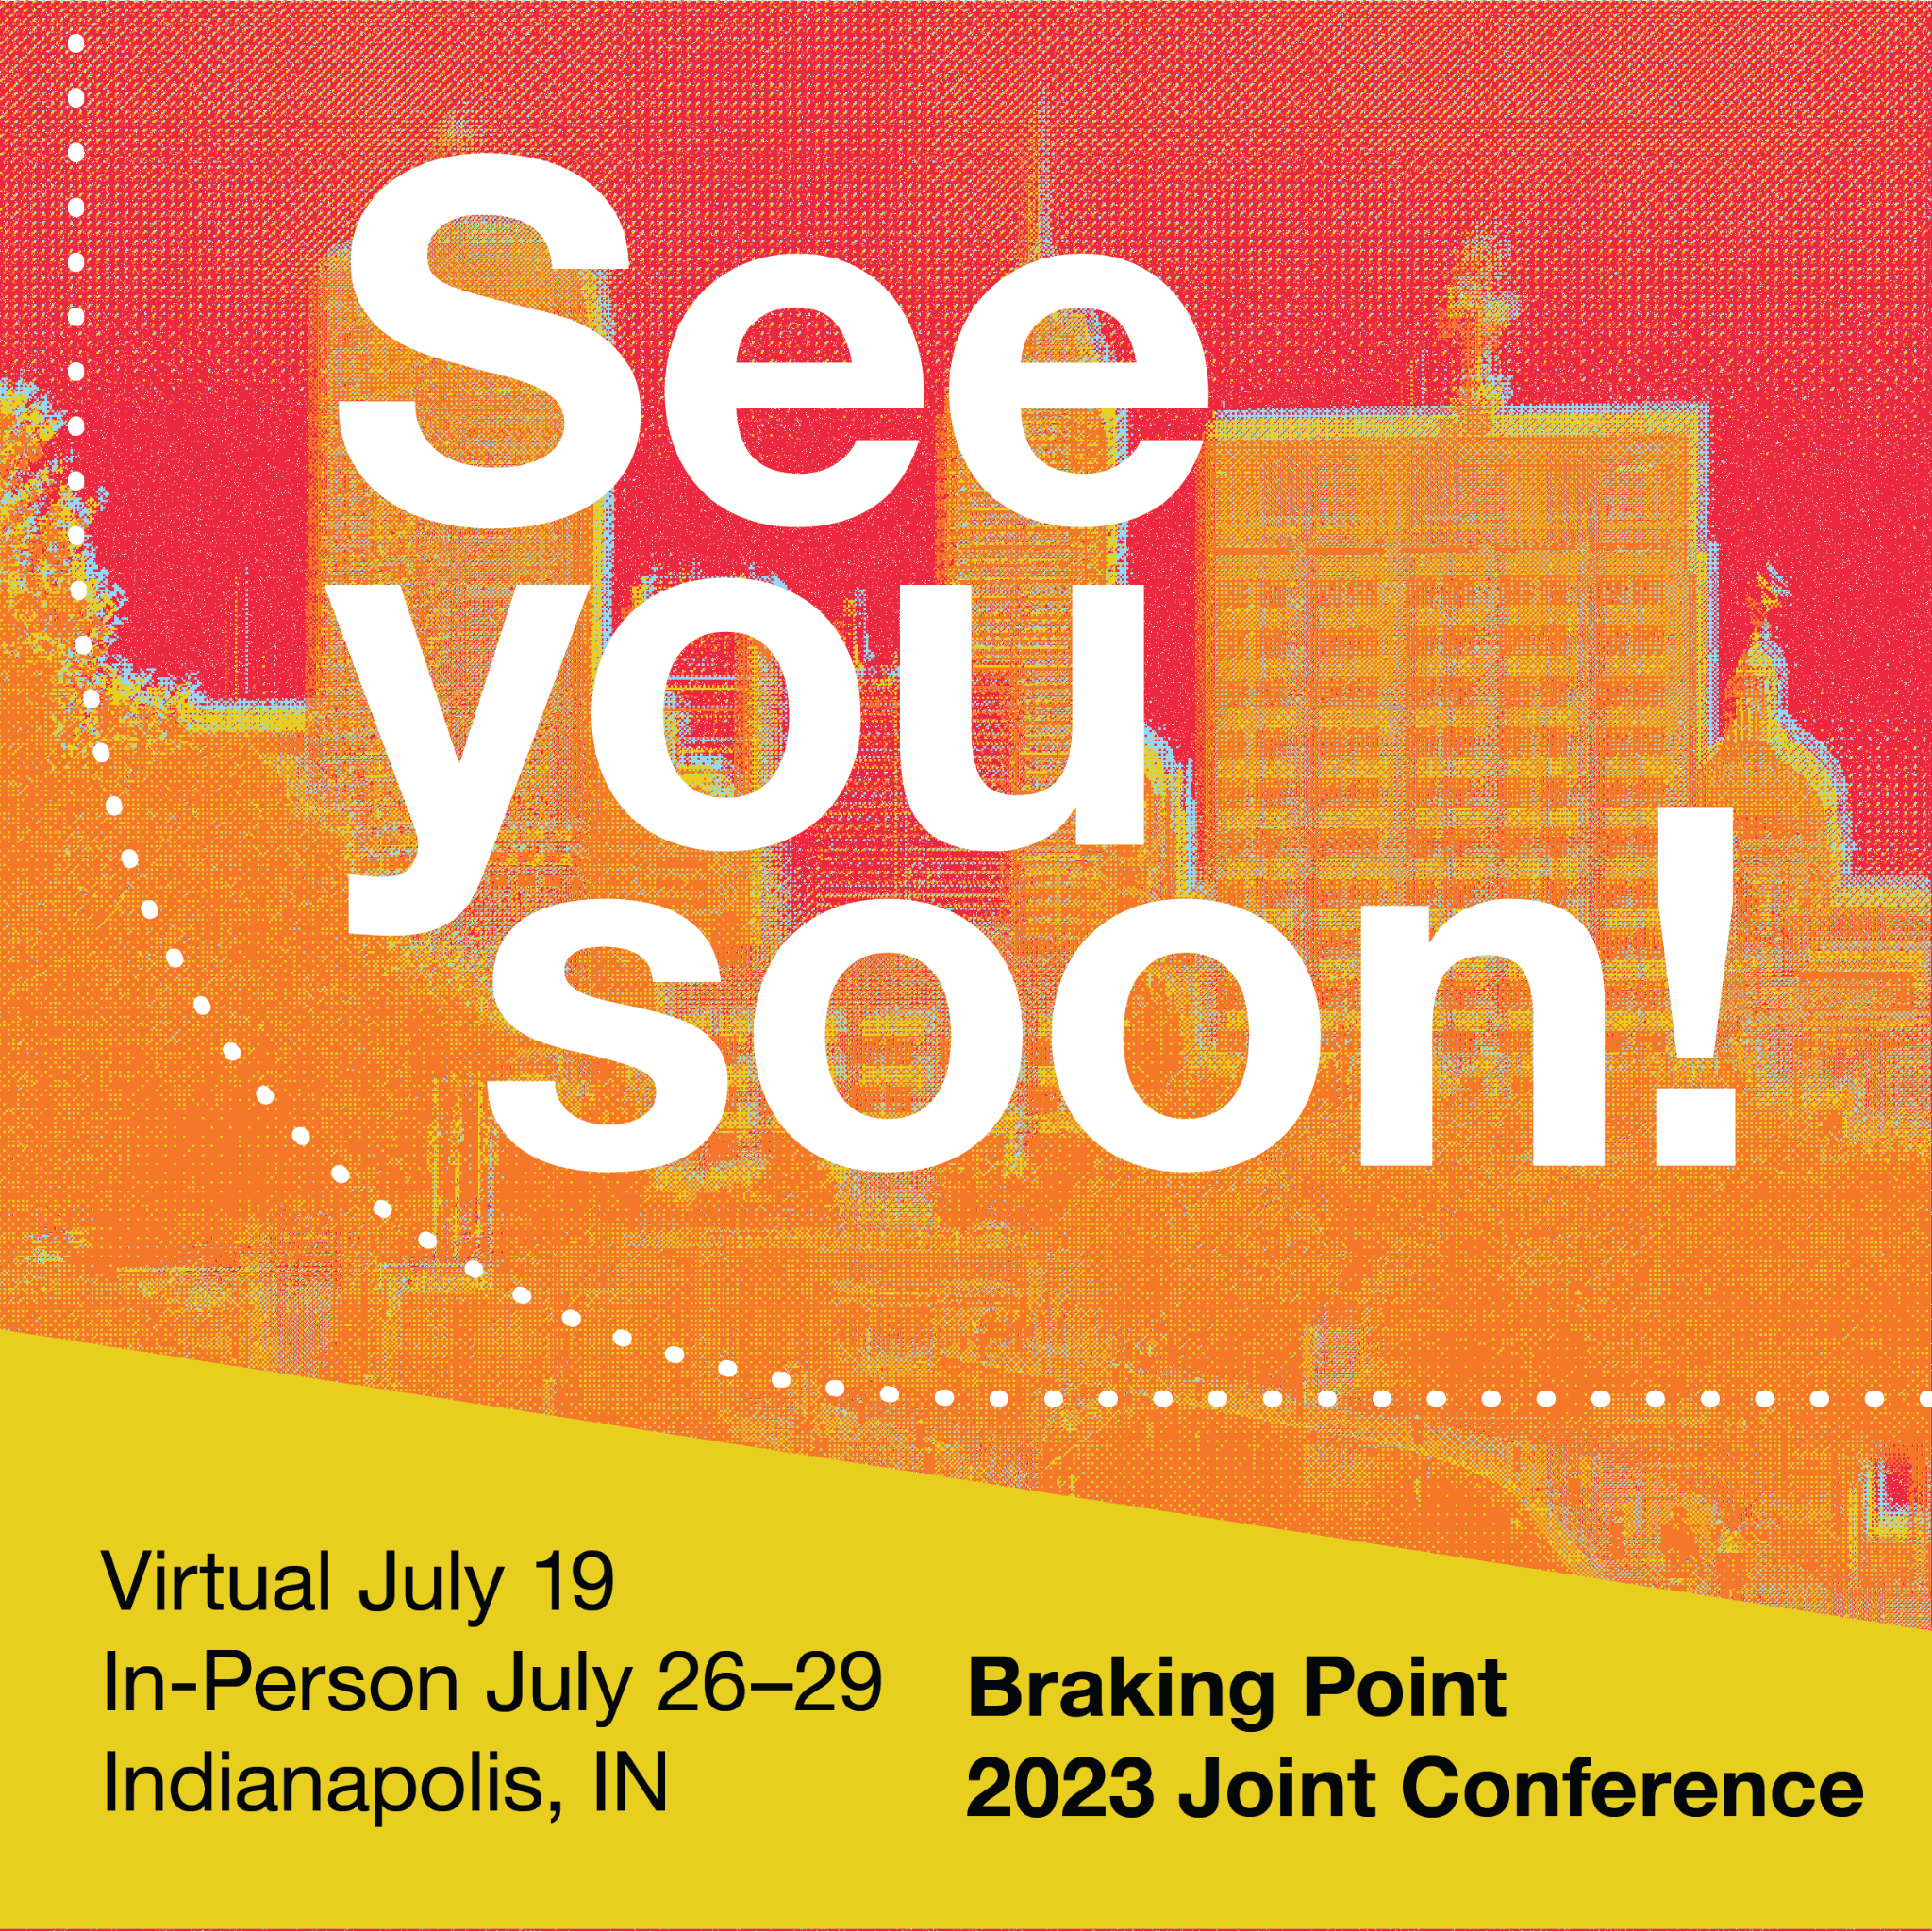 See
you
soon!
Virtual July 19
In-Person July 26–29
Indianapolis, IN
Braking Point
2023 Joint Conference